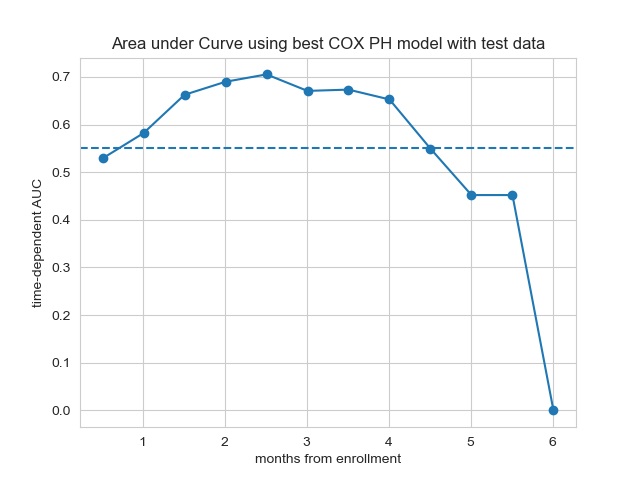 Area under Curve using best COX PH model with test data
time-dependent AUC
0.7
0.6
0.5
0.4
0.3
0.2
0.1
0.0
1 2 3 4 5 6
months from enrollment